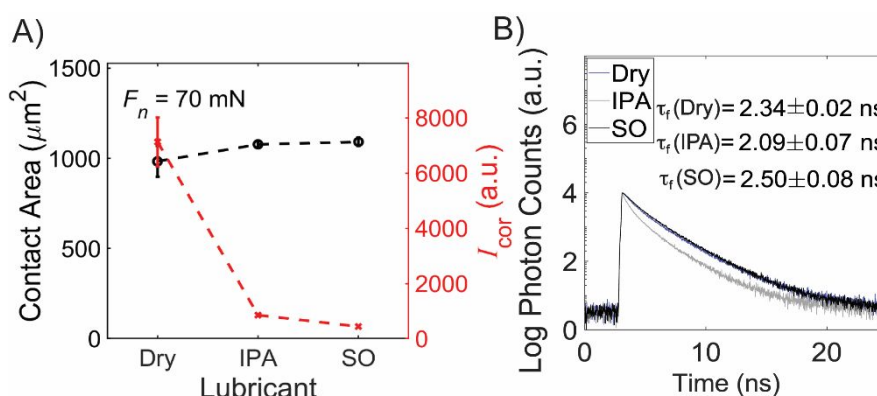 A)
1500
1000
500
0
Contact Area (μm²)
Fₙ = 70 mN
8000
6000
4000
2000
0
I_cor (a.u.)
Dry IPA SO
Lubricant
B)
Dry
IPA
SO
τ_f(Dry)= 2.34±0.02 ns
τ_f(IPA)= 2.09±0.07 ns
τ_f(SO)= 2.50±0.08 ns
6
4
2
0
Log Photon Counts (a.u.)
0 10 20
Time (ns)